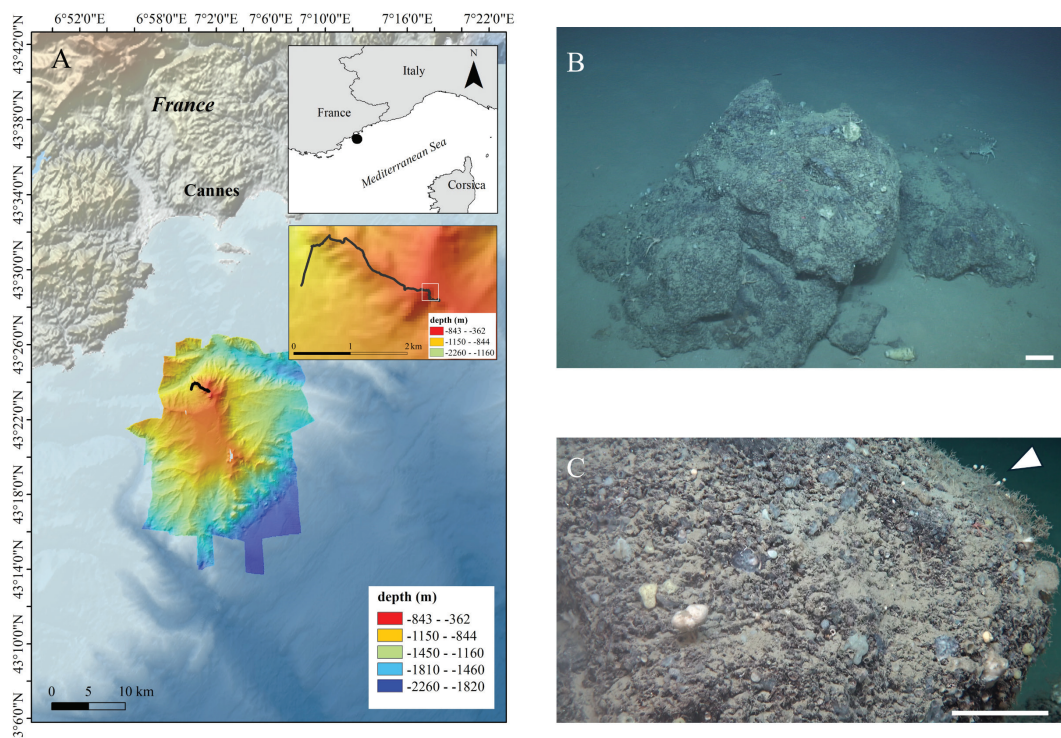 6°52'0"E 6°58'0"E 7°2'0"E 7°6'0"E 7°10'0"E 7°16'0"E 7°22'0"E
43°42'0"N
43°38'0"N
43°34'0"N
43°30'0"N
43°26'0"N
43°22'0"N
43°18'0"N
43°14'0"N
43°10'0"N
3°6'0"N
A
France
Cannes
N
Italy
France
Mediterranean Sea
Corsica
depth (m)
-843 - -362
-1150 - -844
-2260 - -1160
0 1 2 km
depth (m)
-843 - -362
-1150 - -844
-1450 - -1160
-1810 - -1460
-2260 - -1820
0 5 10 km
B
C